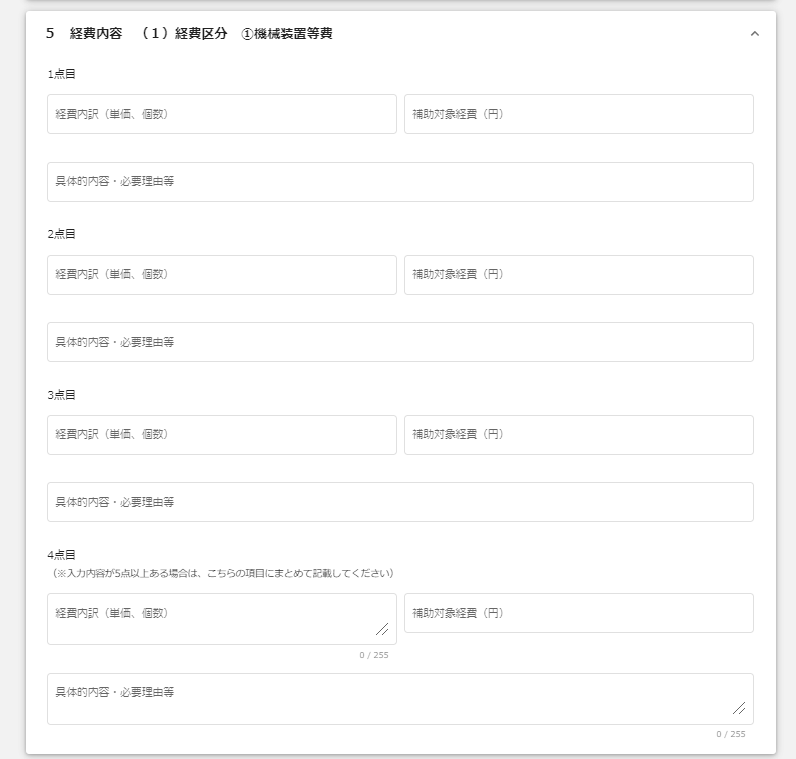 5　経費内容　（１）経費区分　①機械装置等費
1点目
経費内訳（単価、個数）
補助対象経費（円）
具体的内容・必要理由等
2点目
経費内訳（単価、個数）
補助対象経費（円）
具体的内容・必要理由等
3点目
経費内訳（単価、個数）
補助対象経費（円）
具体的内容・必要理由等
4点目
（※入力内容が5点以上ある場合は、こちらの項目にまとめて記載してください）
経費内訳（単価、個数）
補助対象経費（円）
0 / 255
具体的内容・必要理由等
0 / 255